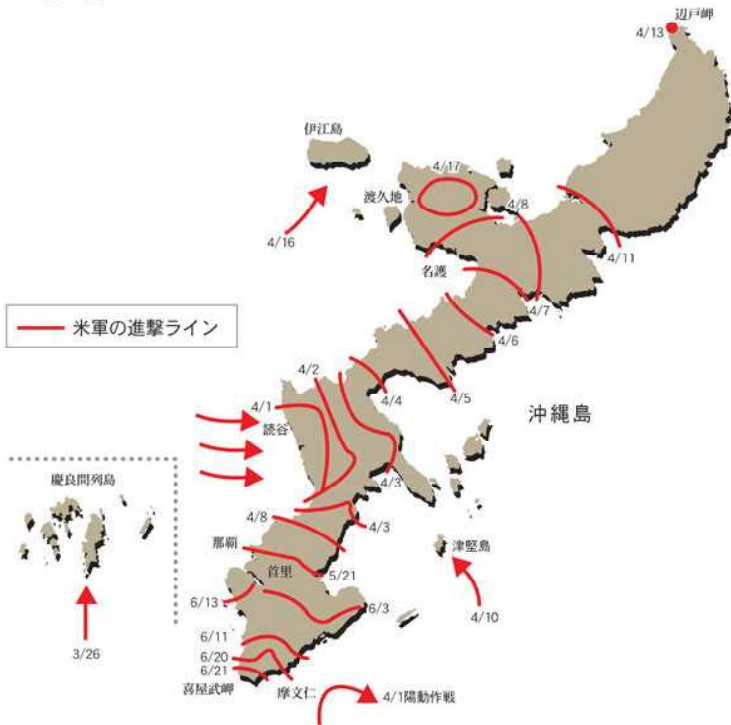 辺戸岬
4/13
伊江島
4/17
渡久地
4/8
4/16
4/11
名護
4/7
米軍の進撃ライン
4/6
4/2
4/4
4/5
4/1
沖縄島
読谷
慶良間列島
4/3
4/8
4/3
那覇
津堅島
首里
5/21
6/13
6/3
4/10
6/11
3/26
6/20
6/21
喜屋武岬
摩文仁
4/1陽動作戦